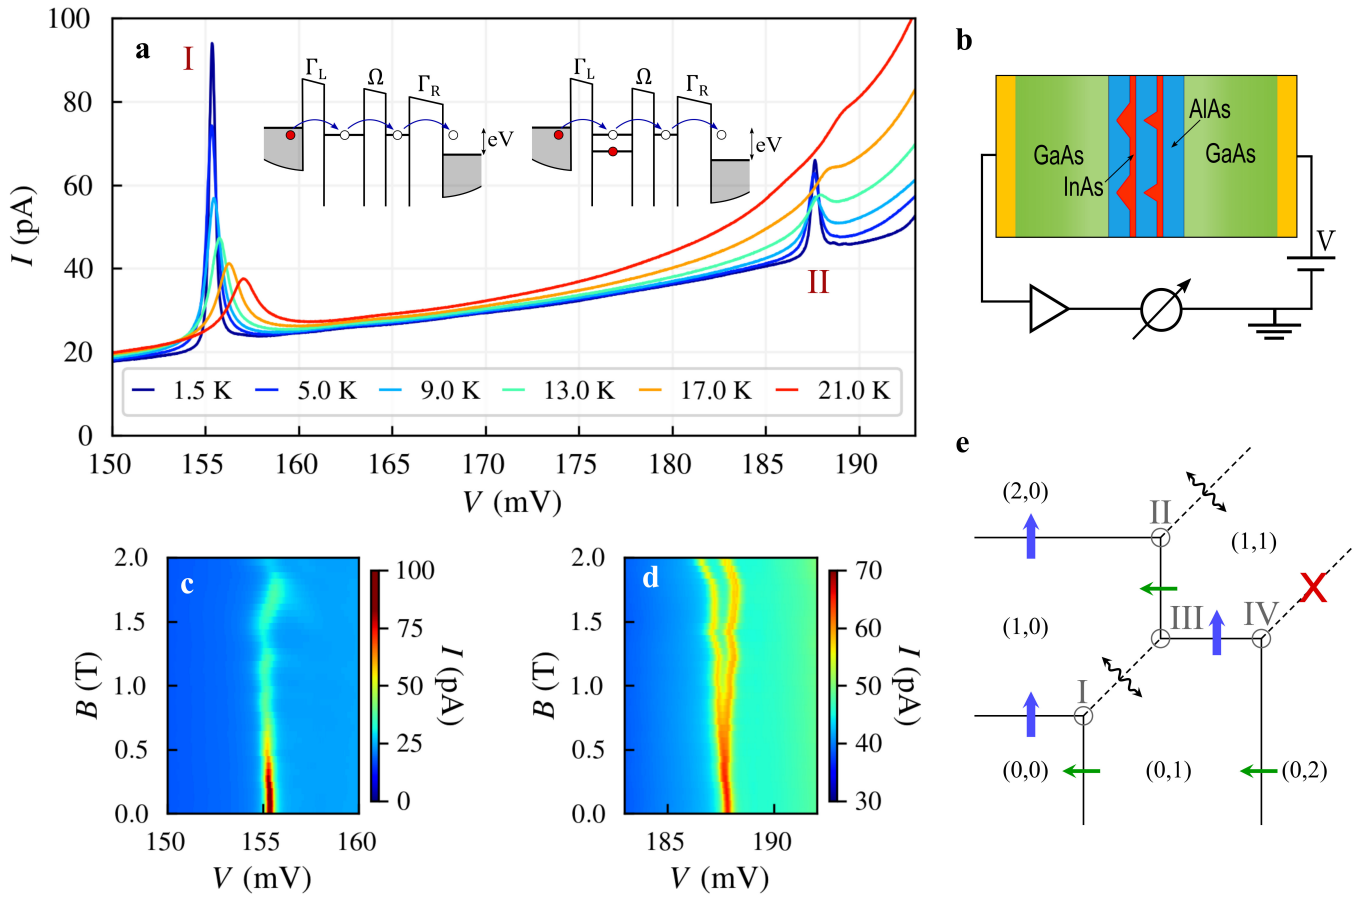 a
I
Γ_L
Ω
Γ_R
eV
Γ_L
Ω
Γ_R
eV
II
100
80
60
40
20
0
I (pA)
1.5 K
5.0 K
9.0 K
13.0 K
17.0 K
21.0 K
150
155
160
165
170
175
180
185
190
V (mV)
b
GaAs
InAs
AlAs
GaAs
V
c
2.0
1.5
1.0
0.5
0.0
B (T)
150
155
160
V (mV)
100
75
50
25
0
I (pA)
d
2.0
1.5
1.0
0.5
0.0
B (T)
185
190
V (mV)
70
60
50
40
30
I (pA)
e
(2,0)
II
(1,1)
X
(1,0)
III
IV
I
(0,0)
(0,1)
(0,2)